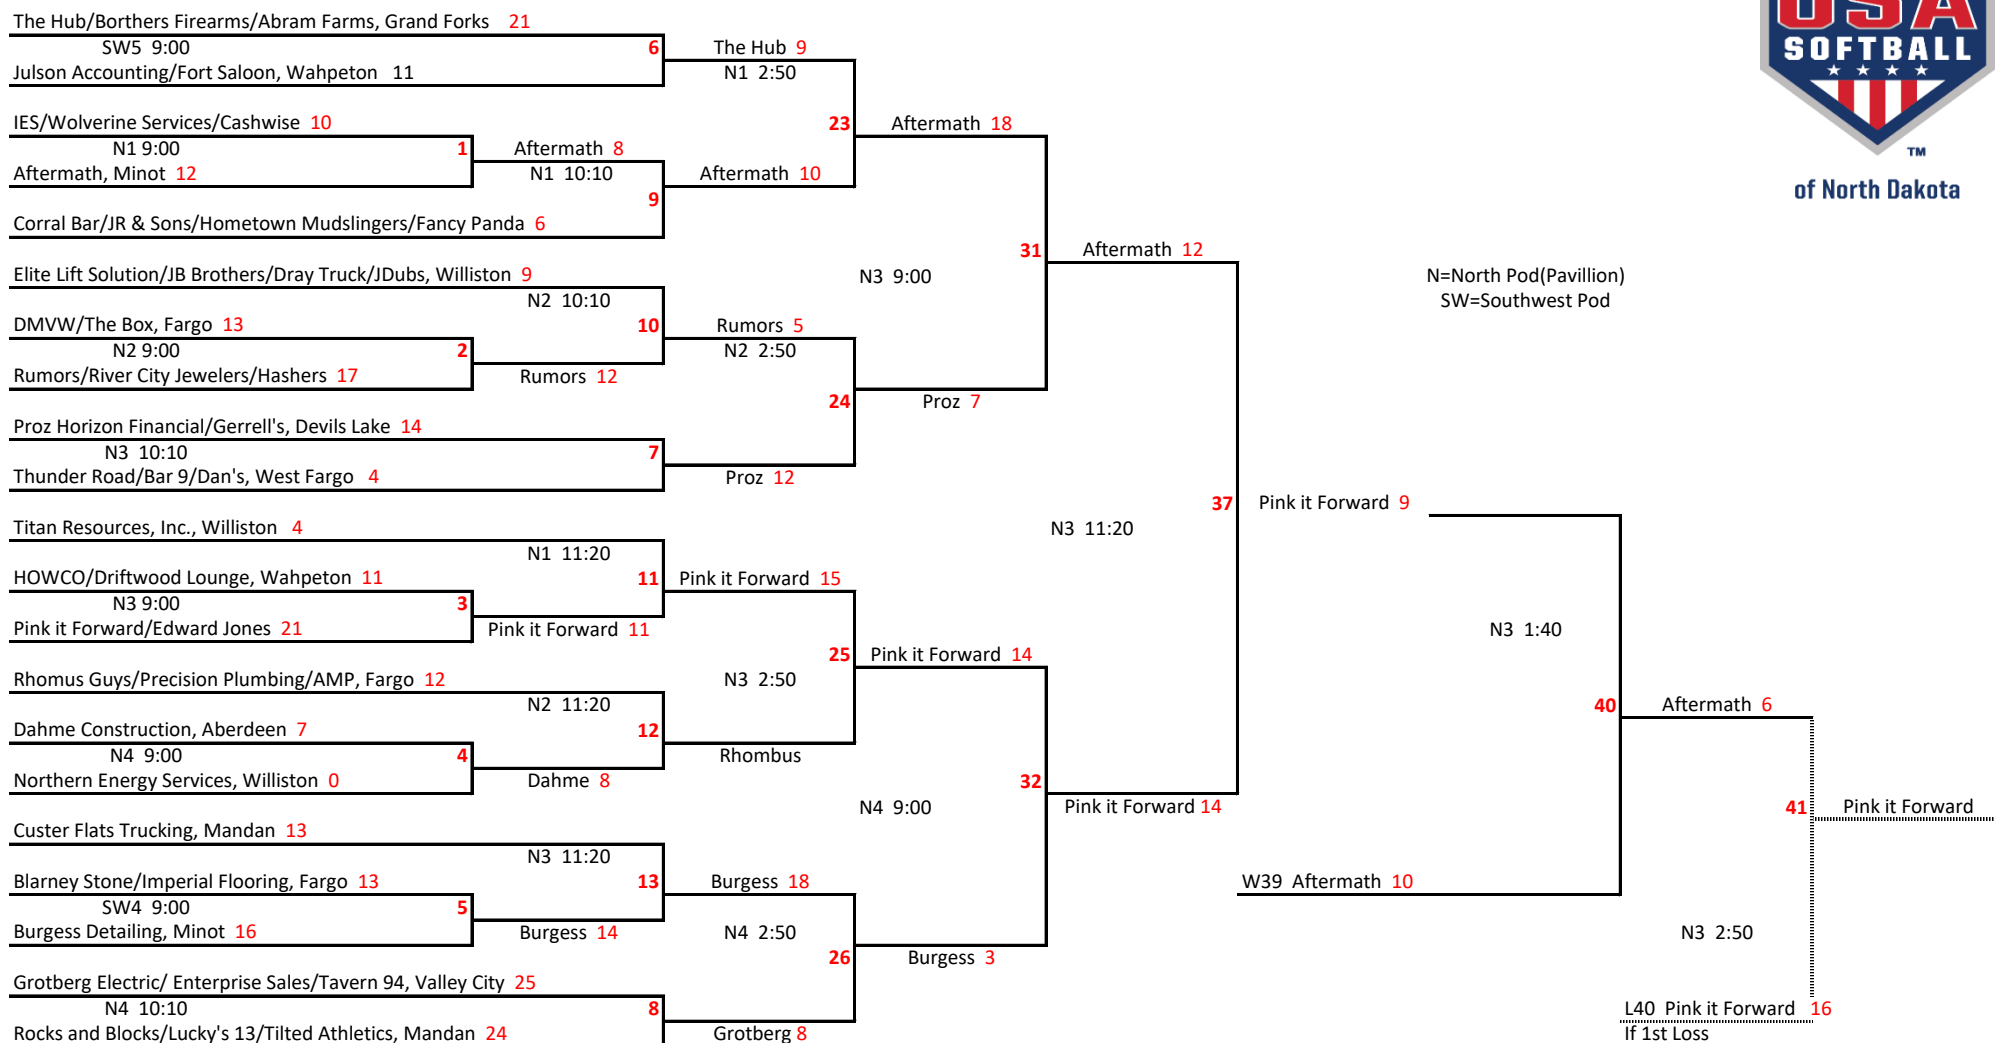 The Hub/Borthers Firearms/Abram Farms, Grand Forks 21
SW5 9:00
6
The Hub 9
Julson Accounting/Fort Saloon, Wahpeton 11
N1 2:50
USA
SOFTBALL
TM
of North Dakota
IES/Wolverine Services/Cashwise 10
23
Aftermath 18
N1 9:00
1
Aftermath 8
Aftermath, Minot 12
N1 10:10
Aftermath 10
9
Corral Bar/JR & Sons/Hometown Mudslingers/Fancy Panda 6
31
Aftermath 12
Elite Lift Solution/JB Brothers/Dray Truck/JDubs, Williston 9
N3 9:00
N=North Pod(Pavillion)
N2 10:10
SW=Southwest Pod
DMVW/The Box, Fargo 13
10
Rumors 5
N2 9:00
2
N2 2:50
Rumors/River City Jewelers/Hashers 17
Rumors 12
24
Proz 7
Proz Horizon Financial/Gerrell's, Devils Lake 14
N3 10:10
7
Thunder Road/Bar 9/Dan's, West Fargo 4
Proz 12
37
Pink it Forward 9
Titan Resources, Inc., Williston 4
N3 11:20
N1 11:20
HOWCO/Driftwood Lounge, Wahpeton 11
11
Pink it Forward 15
N3 9:00
3
Pink it Forward/Edward Jones 21
Pink it Forward 11
N3 1:40
25
Pink it Forward 14
Rhomus Guys/Precision Plumbing/AMP, Fargo 12
N3 2:50
N2 11:20
40
Aftermath 6
Dahme Construction, Aberdeen 7
12
N4 9:00
4
Rhombus
Northern Energy Services, Williston 0
Dahme 8
32
N4 9:00
Pink it Forward 14
41
Pink it Forward
Custer Flats Trucking, Mandan 13
N3 11:20
Blarney Stone/Imperial Flooring, Fargo 13
13
Burgess 18
W39 Aftermath 10
SW4 9:00
5
Burgess Detailing, Minot 16
Burgess 14
N4 2:50
N3 2:50
26
Burgess 3
Grotberg Electric/ Enterprise Sales/Tavern 94, Valley City 25
N4 10:10
8
L40 Pink it Forward 16
Rocks and Blocks/Lucky's 13/Tilted Athletics, Mandan 24
Grotberg 8
If 1st Loss